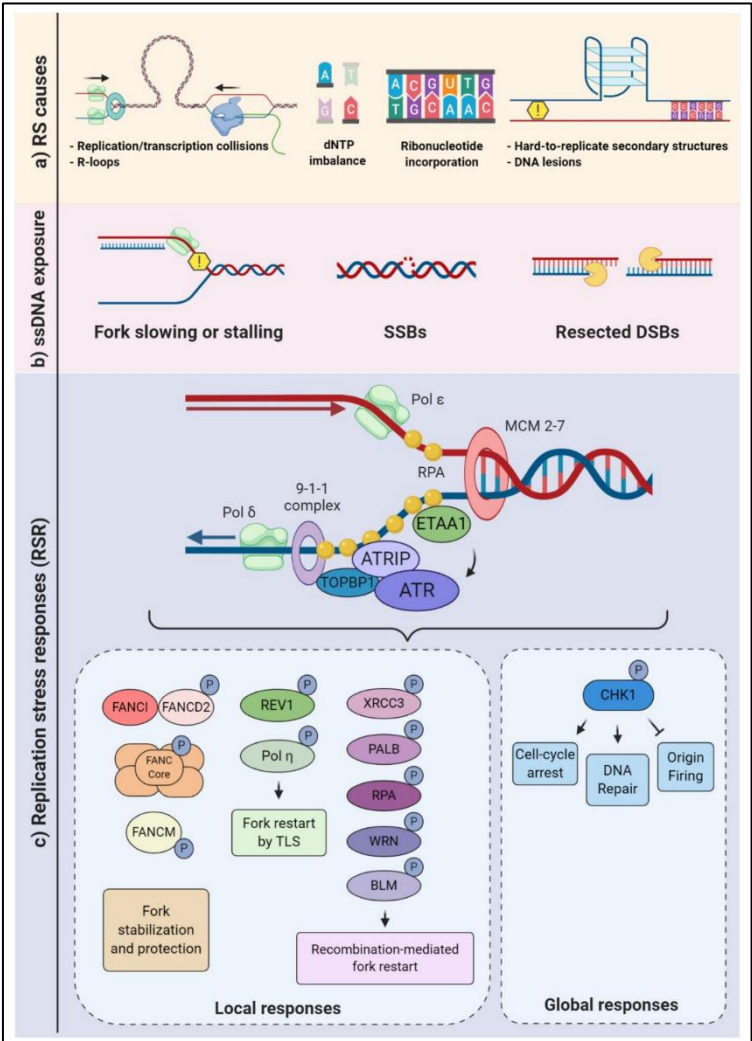 a) RS causes
A T
G C
A C G U T G
T G C A A C
!
C C G C C G
G G C G G C
- Replication/transcription collisions
- R-loops
dNTP
imbalance
Ribonucleotide
incorporation
- Hard-to-replicate secondary structures
- DNA lesions
b) ssDNA exposure
!
Fork slowing or stalling
SSBs
Resected DSBs
c) Replication stress responses (RSR)
Pol ε
MCM 2-7
RPA
9-1-1
complex
Pol δ
ETAA1
ATRIP
TOPBP1
ATR
P
FANCI
FANCD2
P
FANC
Core
FANCM
P
Fork
stabilization
and protection
P
REV1
P
Pol η
Fork restart
by TLS
P
XRCC3
P
PALB
P
RPA
P
WRN
P
BLM
Recombination-mediated
fork restart
Local responses
P
CHK1
Cell-cycle
arrest
DNA
Repair
Origin
Firing
Global responses